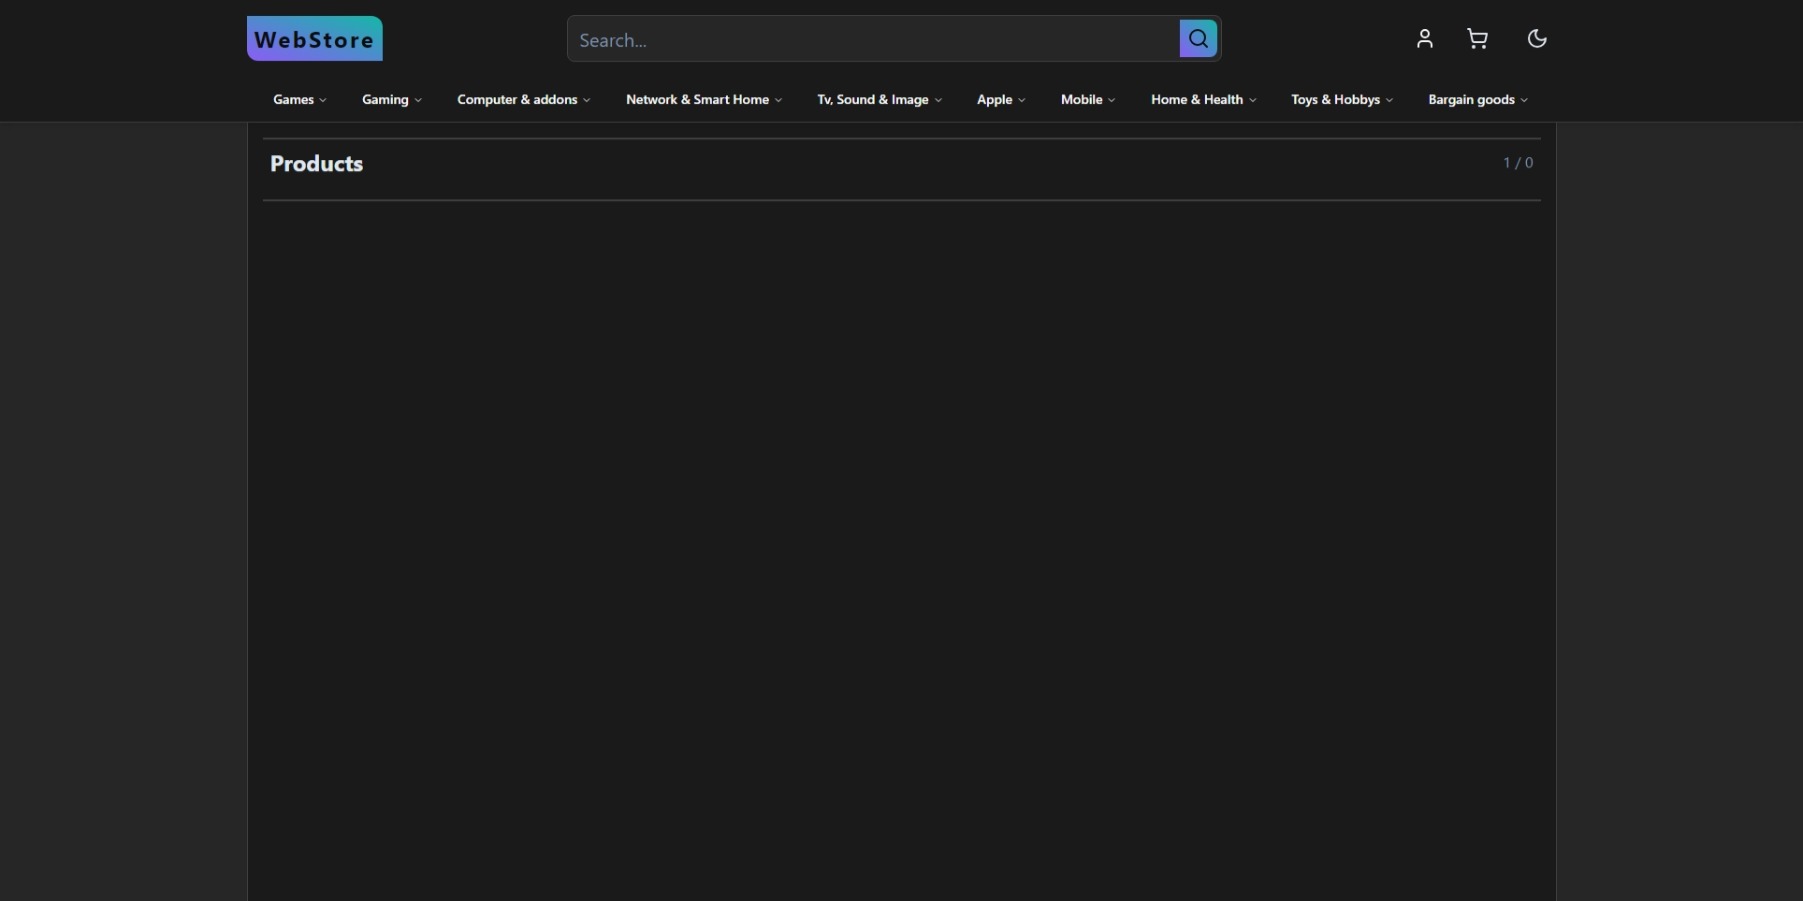 WebStore
Search...
Games
Gaming
Computer & addons
Network & Smart Home
Tv, Sound & Image
Apple
Mobile
Home & Health
Toys & Hobbys
Bargain goods
Products
1 / 0